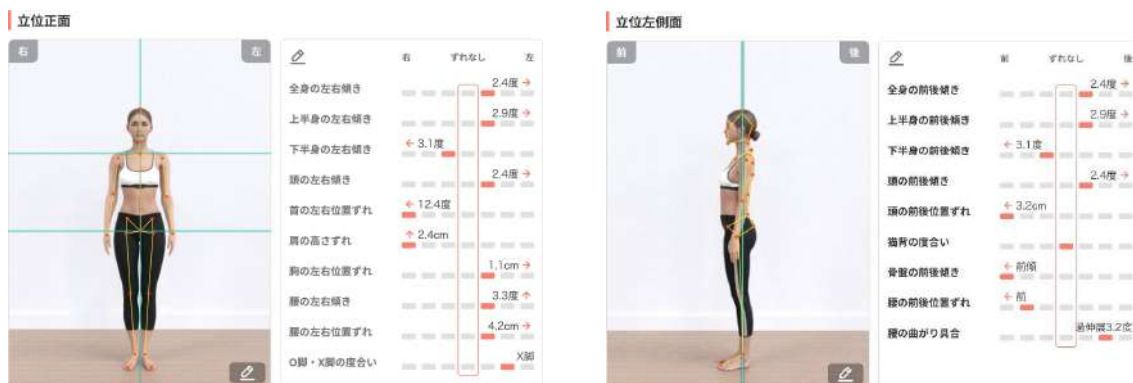 立位正面
右
左
右 ずれなし 左
全身の左右傾き 2.4度 →
上半身の左右傾き 2.9度 →
下半身の左右傾き ← 3.1度
頭の左右傾き 2.4度 →
首の左右位置ずれ ← 12.4度
肩の高さずれ ↑ 2.4cm
胸の左右位置ずれ 1.1cm →
腰の左右傾き 3.3度 ↑
腰の左右位置ずれ 4.2cm →
O脚・X脚の度合い X脚
立位左側面
前
後
前 ずれなし 後
全身の前後傾き 2.4度 →
上半身の前後傾き 2.9度 →
下半身の前後傾き ← 3.1度
頭の前後傾き 2.4度 →
頭の前後位置ずれ ← 3.2cm
猫背の度合い
骨盤の前後傾き ← 前傾
腰の前後位置ずれ ← 前
腰の曲がり具合 過伸展3.2度